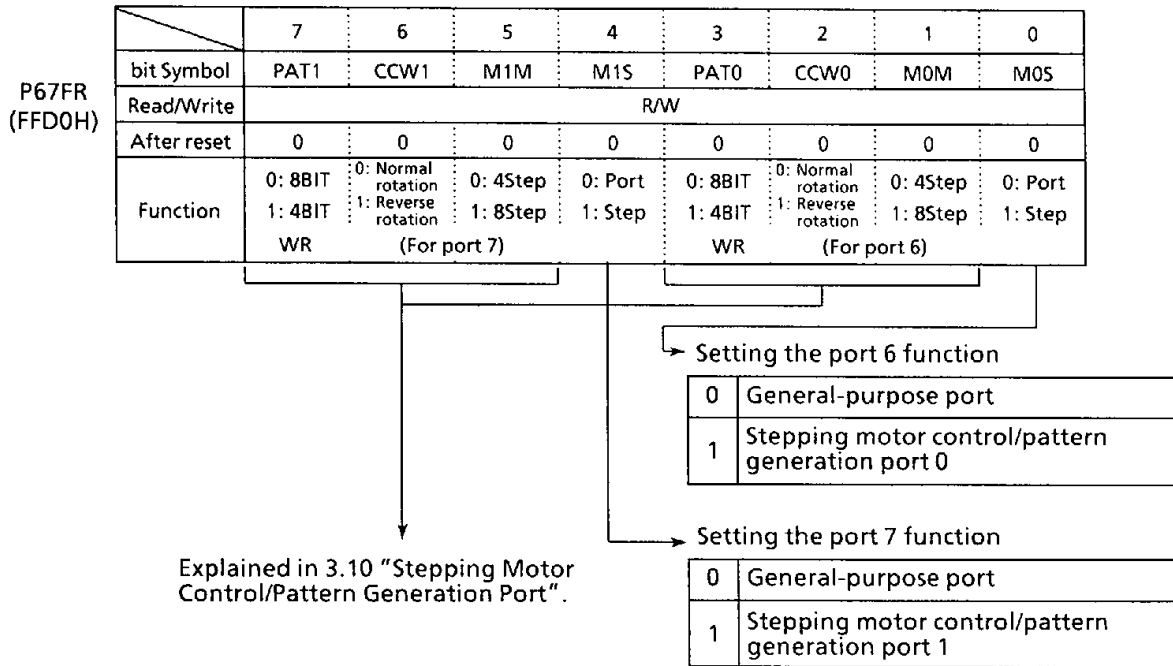 7 6 5 4 3 2 1 0
P67FR
(FFD0H)
bit Symbol PAT1 CCW1 M1M M1S PAT0 CCW0 M0M M0S
Read/Write R/W
After reset 0 0 0 0 0 0 0 0
Function
0: 8BIT 0: Normal rotation 0: 4Step 0: Port 0: 8BIT 0: Normal rotation 0: 4Step 0: Port
1: 4BIT 1: Reverse rotation 1: 8Step 1: Step 1: 4BIT 1: Reverse rotation 1: 8Step 1: Step
WR (For port 7) WR (For port 6)
Setting the port 6 function
0 General-purpose port
1 Stepping motor control/pattern
generation port 0
Setting the port 7 function
0 General-purpose port
1 Stepping motor control/pattern
generation port 1
Explained in 3.10 "Stepping Motor
Control/Pattern Generation Port".